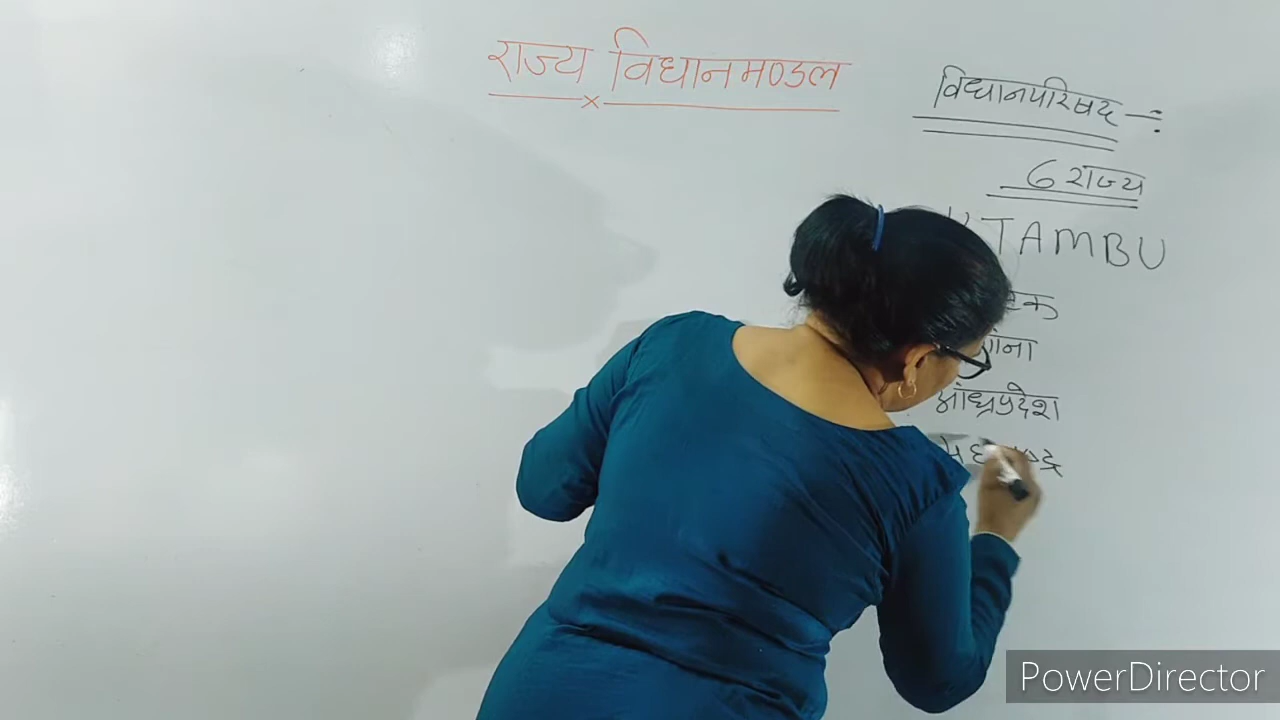 राज्य विधानमण्डल
विधानपरिषद -:
6 राज्य
TAMBU
आंध्रप्रदेश
PowerDirector